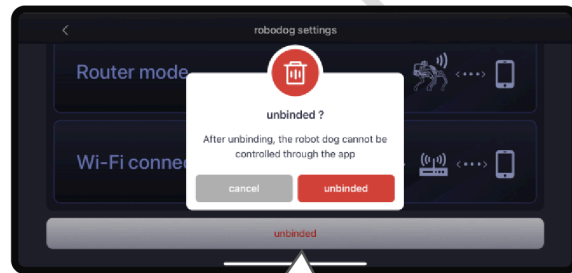 robodog settings
Router mode
unbinded ?
After unbinding, the robot dog cannot be
controlled through the app
Wi-Fi connec
cancel unbinded
unbinded